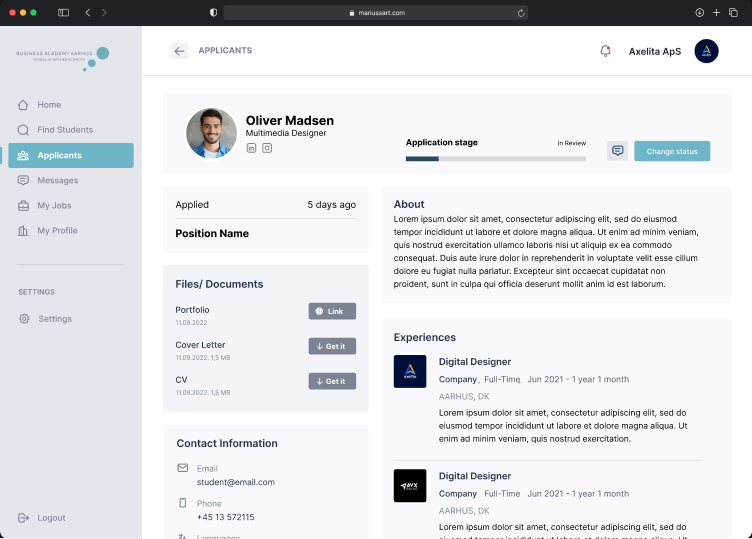 mariussart.com
BUSINESS ACADEMY AARHUS
SCHOOL OF APPLIED SCIENCES
APPLICANTS
Axelita ApS
Home
Find Students
Applicants
Messages
My Jobs
My Profile
SETTINGS
Settings
Logout
Oliver Madsen
Multimedia Designer
Application stage
In Review
Change status
Applied
5 days ago
Position Name
Files/ Documents
Portfolio
11.09.2022
Link
Cover Letter
11.09.2022, 1,5 MB
Get it
CV
11.09.2022, 1,5 MB
Get it
Contact Information
Email
student@email.com
Phone
+45 13 572115
Languages
About
Lorem ipsum dolor sit amet, consectetur adipiscing elit, sed do eiusmod
tempor incididunt ut labore et dolore magna aliqua. Ut enim ad minim veniam,
quis nostrud exercitation ullamco laboris nisi ut aliquip ex ea commodo
consequat. Duis aute irure dolor in reprehenderit in voluptate velit esse cillum
dolore eu fugiat nulla pariatur. Excepteur sint occaecat cupidatat non
proident, sunt in culpa qui officia deserunt mollit anim id est laborum.
Experiences
Digital Designer
Company, Full-Time, Jun 2021 - 1 year 1 month
AARHUS, DK
Lorem ipsum dolor sit amet, consectetur adipiscing elit, sed do
eiusmod tempor incididunt ut labore et dolore magna aliqua. Ut
enim ad minim veniam, quis nostrud exercitation.
AVX
Digital Designer
Company Full-Time Jun 2021 - 1 year 1 month
AARHUS, DK
Lorem ipsum dolor sit amet, consectetur adipiscing elit, sed do